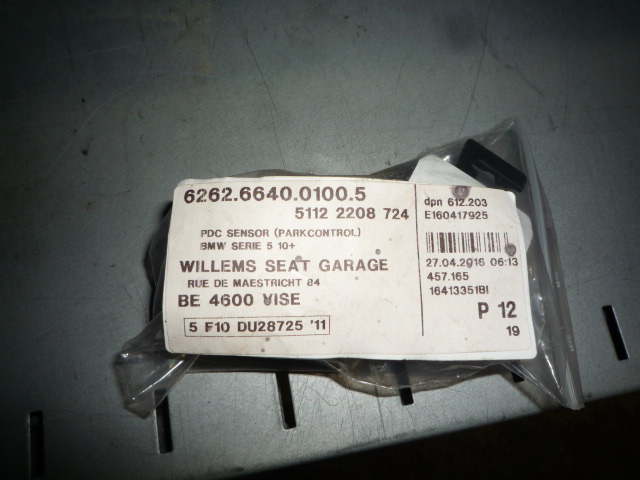 6262.6640.0100.5
5112 2208 724
PDC SENSOR (PARKCONTROL)
BMW SERIE 5 10+
WILLEMS SEAT GARAGE
RUE DE MAESTRICHT 84
BE 4600 VISE
5 F10 DU28725 '11
dpn 612.203
E160417925
27.04.2016 06:13
457.165
16413351BI
P 12
19